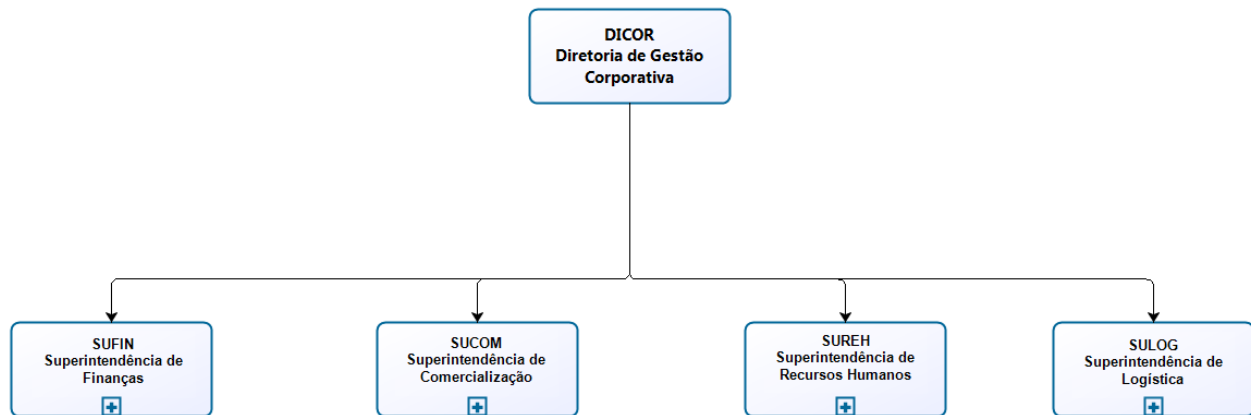 DICOR
Diretoria de Gestão
Corporativa
SUFIN
Superintendência de
Finanças
SUCOM
Superintendência de
Comercialização
SUREH
Superintendência de
Recursos Humanos
SULOG
Superintendência de
Logística